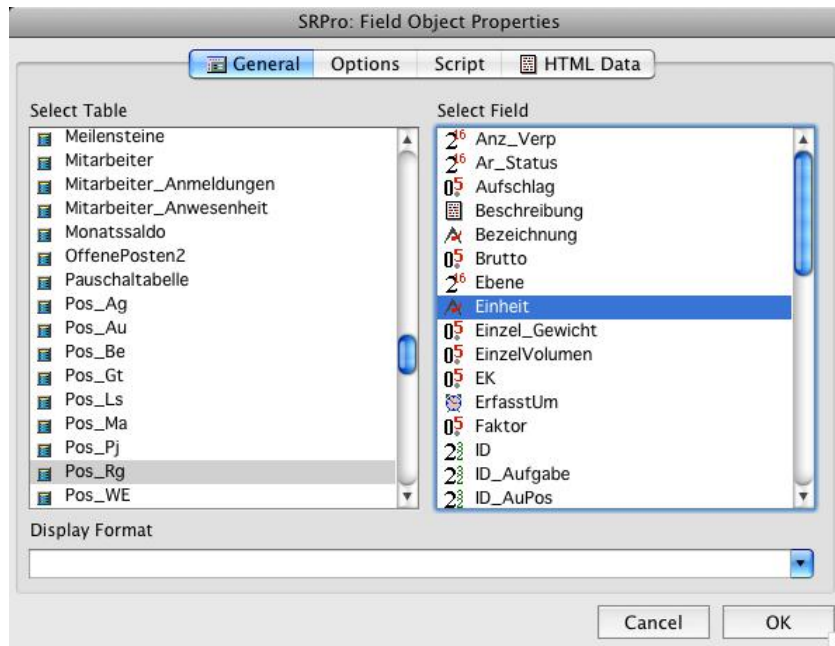 SRPro: Field Object Properties
General
Options
Script
HTML Data
Select Table
Meilensteine
Mitarbeiter
Mitarbeiter_Anmeldungen
Mitarbeiter_Anwesenheit
Monatssaldo
OffenePosten2
Pauschaltabelle
Pos_Ag
Pos_Au
Pos_Be
Pos_Gt
Pos_Ls
Pos_Ma
Pos_Pj
Pos_Rg
Pos_WE
Select Field
Anz_Verp
Ar_Status
Aufschlag
Beschreibung
Bezeichnung
Brutto
Ebene
Einheit
Einzel_Gewicht
EinzelVolumen
EK
ErfasstUm
Faktor
ID
ID_Aufgabe
ID_AuPos
Display Format
Cancel
OK